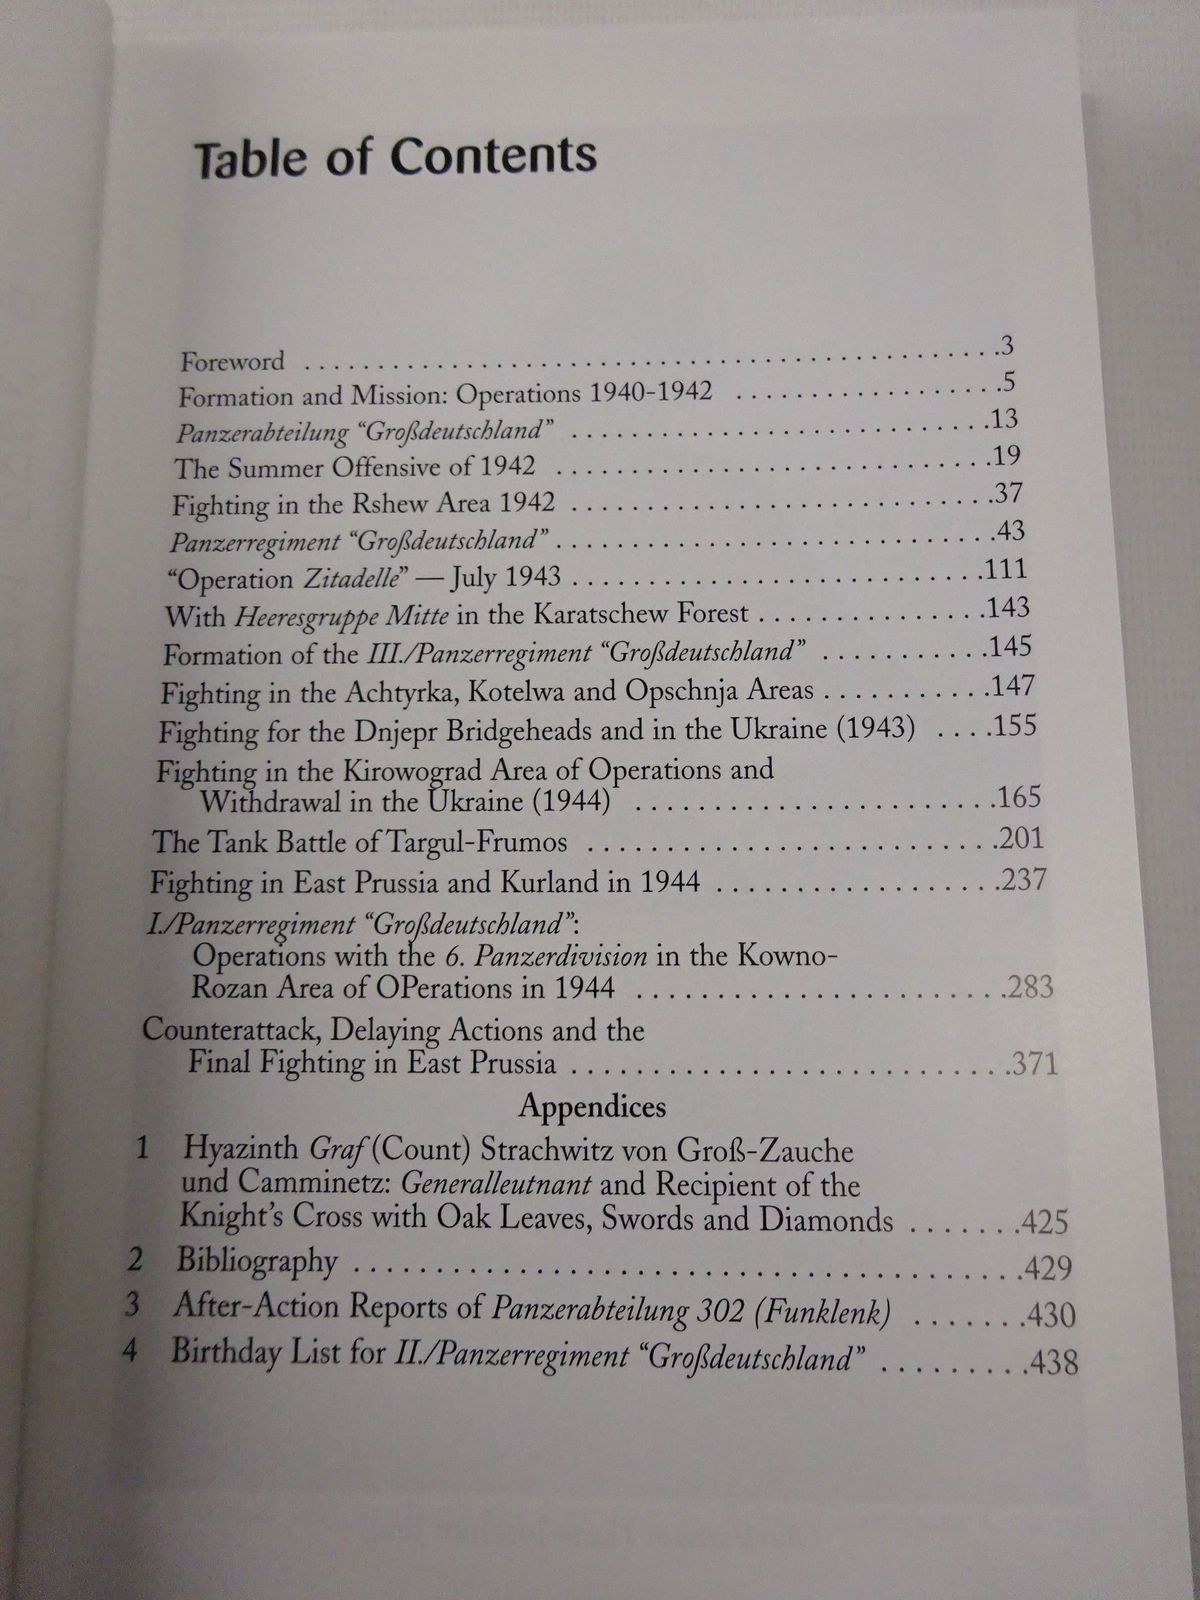 Table of Contents
Foreword . . . . . . . . . . . . . . . . . . . . . . . . . . . . . . . . . . . . . . . . . . . . . .3
Formation and Mission: Operations 1940-1942 . . . . . . . . . . . . . . . . . .5
Panzerabteilung “Großdeutschland” . . . . . . . . . . . . . . . . . . . . . . . . . . . .13
The Summer Offensive of 1942 . . . . . . . . . . . . . . . . . . . . . . . . . . . . .19
Fighting in the Rshew Area 1942 . . . . . . . . . . . . . . . . . . . . . . . . . . . .37
Panzerregiment “Großdeutschland” . . . . . . . . . . . . . . . . . . . . . . . . . . . . .43
“Operation Zitadelle” — July 1943 . . . . . . . . . . . . . . . . . . . . . . . . . . .111
With Heeresgruppe Mitte in the Karatschew Forest . . . . . . . . . . . . . . .143
Formation of the III./Panzerregiment “Großdeutschland” . . . . . . . . . . .145
Fighting in the Achtyrka, Kotelwa and Opschnja Areas . . . . . . . . . . .147
Fighting for the Dnjepr Bridgeheads and in the Ukraine (1943) . . . .155
Fighting in the Kirowograd Area of Operations and
Withdrawal in the Ukraine (1944) . . . . . . . . . . . . . . . . . . . . . . . .165
The Tank Battle of Targul-Frumos . . . . . . . . . . . . . . . . . . . . . . . . . . .201
Fighting in East Prussia and Kurland in 1944 . . . . . . . . . . . . . . . . . . .237
I./Panzerregiment “Großdeutschland”:
Operations with the 6. Panzerdivision in the Kowno-
Rozan Area of OPerations in 1944 . . . . . . . . . . . . . . . . . . . . . . . .283
Counterattack, Delaying Actions and the
Final Fighting in East Prussia . . . . . . . . . . . . . . . . . . . . . . . . . . . .371
Appendices
1 Hyazinth Graf (Count) Strachwitz von Groß-Zauche
und Camminetz: Generalleutnant and Recipient of the
Knight’s Cross with Oak Leaves, Swords and Diamonds . . . . . . .425
2 Bibliography . . . . . . . . . . . . . . . . . . . . . . . . . . . . . . . . . . . . . . . .429
3 After-Action Reports of Panzerabteilung 302 (Funklenk) . . . . . . .430
4 Birthday List for II./Panzerregiment “Großdeutschland” . . . . . . . . .438